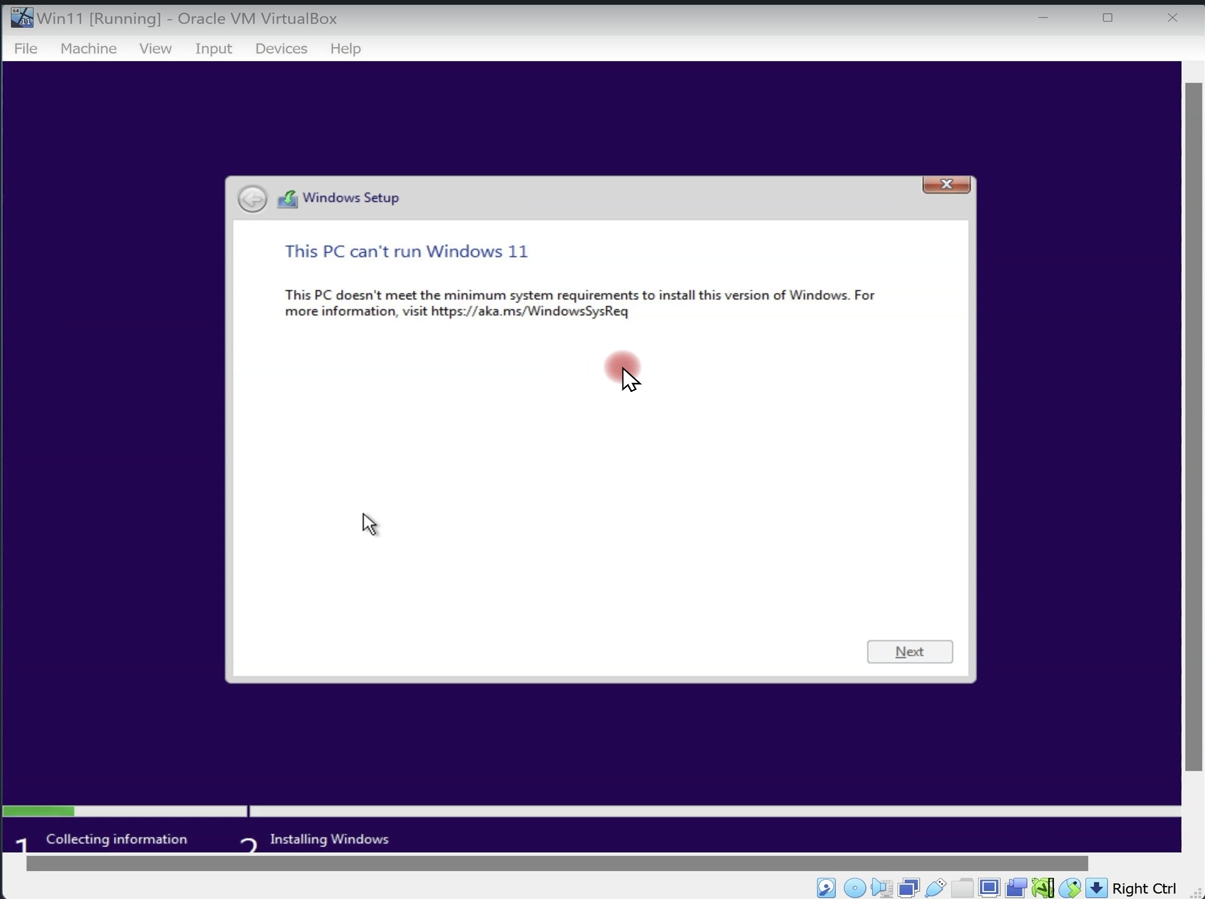 Win11 [Running] - Oracle VM VirtualBox
File Machine View Input Devices Help
Windows Setup
This PC can't run Windows 11
This PC doesn't meet the minimum system requirements to install this version of Windows. For
more information, visit https://aka.ms/WindowsSysReq
Next
1 Collecting information 2 Installing Windows
Right Ctrl